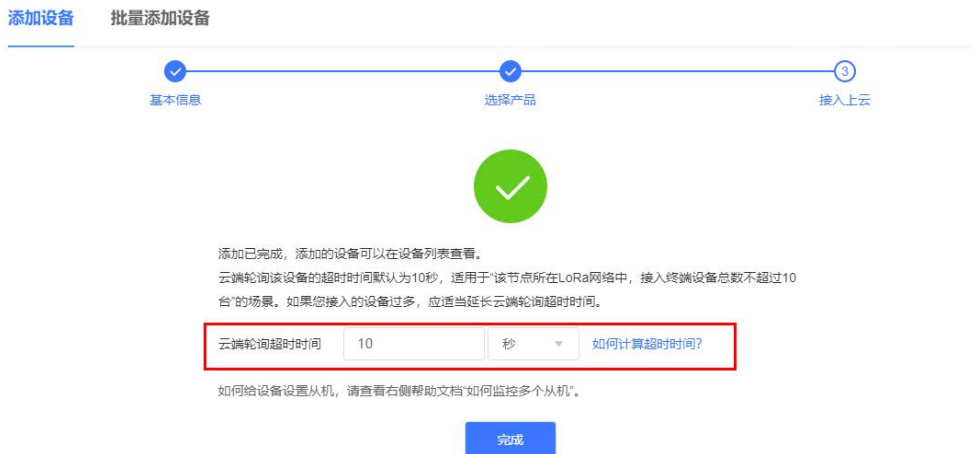 添加设备 批量添加设备
3
基本信息 选择产品 接入上云
添加已完成，添加的设备可以在设备列表查看。
云端轮询该设备的超时时间默认为10秒，适用于“该节点所在LoRa网络中，接入终端设备总数不超过10
台”的场景。如果您接入的设备过多，应适当延长云端轮询超时时间。
云端轮询超时时间 10 秒 如何计算超时时间?
如何给设备设置从机，请查看右侧帮助文档“如何监控多个从机”。
完成